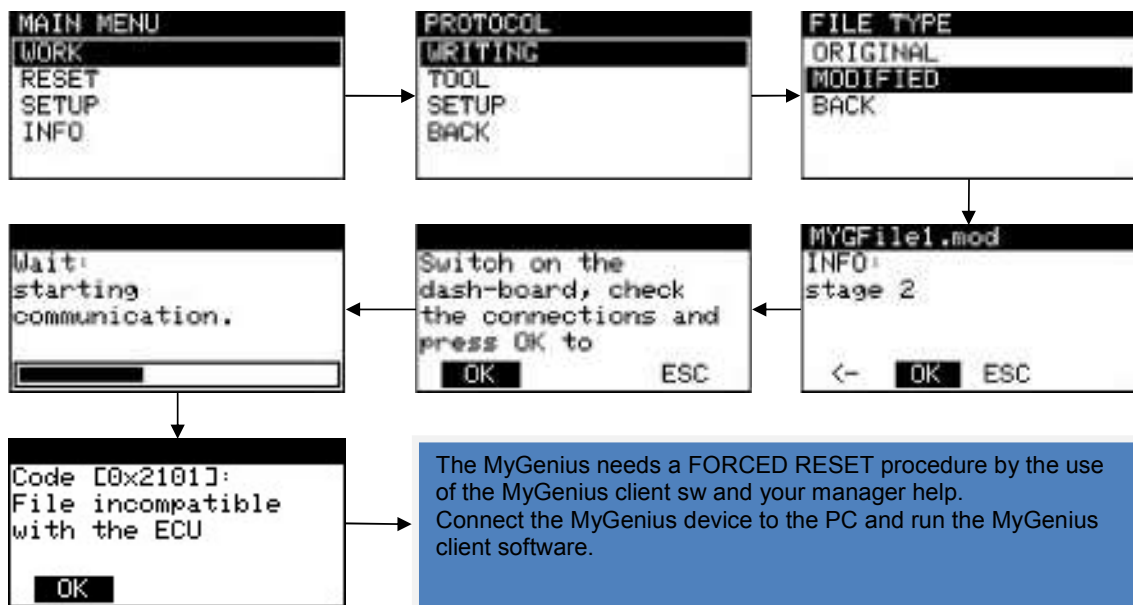 MAIN MENU
WORK
RESET
SETUP
INFO
PROTOCOL
WRITING
TOOL
SETUP
BACK
FILE TYPE
ORIGINAL
MODIFIED
BACK
MYGFile1.mod
INFO:
stage 2
<- OK ESC
Switch on the
dash-board, check
the connections and
press OK to
OK ESC
Wait:
starting
communication.
Code [0x2101]:
File incompatible
with the ECU
OK
The MyGenius needs a FORCED RESET procedure by the use
of the MyGenius client sw and your manager help.
Connect the MyGenius device to the PC and run the MyGenius
client software.